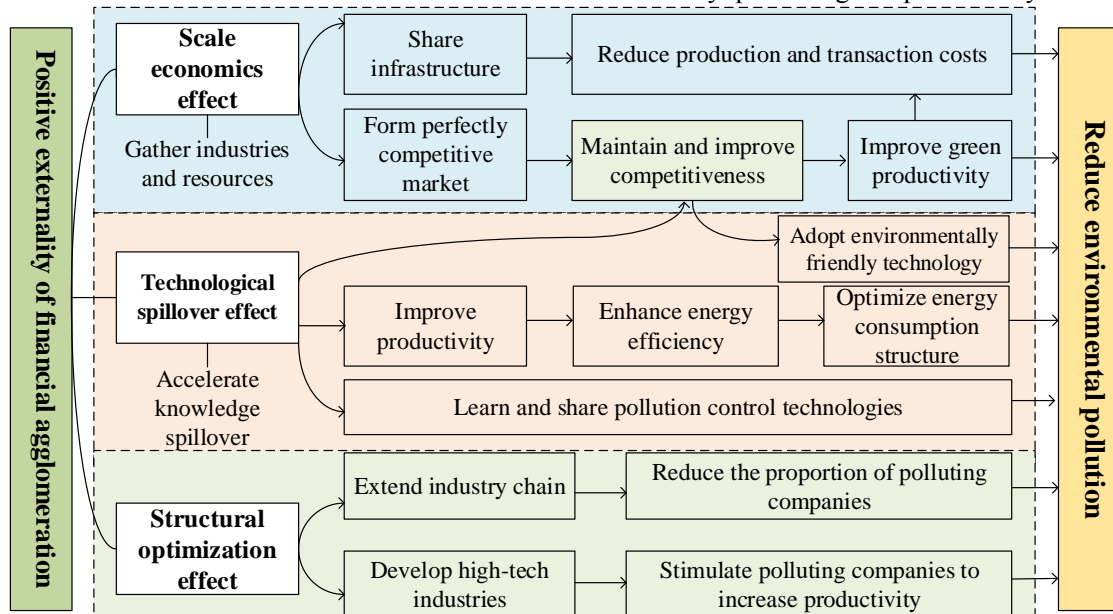 Positive externality of financial agglomeration
Scale
economics
effect
Gather industries
and resources
Share
infrastructure
Reduce production and transaction costs
Form perfectly
competitive
market
Maintain and improve
competitiveness
Improve green
productivity
Technological
spillover effect
Accelerate
knowledge
spillover
Adopt environmentally
friendly technology
Improve
productivity
Enhance energy
efficiency
Optimize energy
consumption
structure
Learn and share pollution control technologies
Structural
optimization
effect
Extend industry chain
Reduce the proportion of polluting
companies
Develop high-tech
industries
Stimulate polluting companies to
increase productivity
Reduce environmental pollution